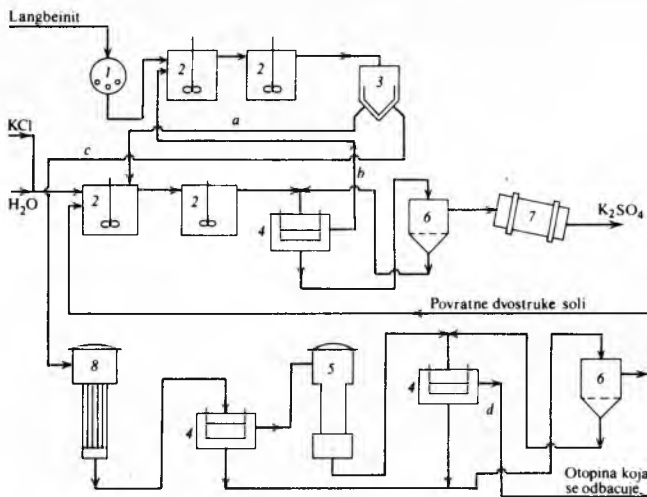 Langbeinit
1
2
2
3
a
KCl
c
b
H₂O
2
2
4
6
7
K₂SO₄
Povratne dvostruke soli
8
5
4
4
d
6
Otopina koja
se odbacuje